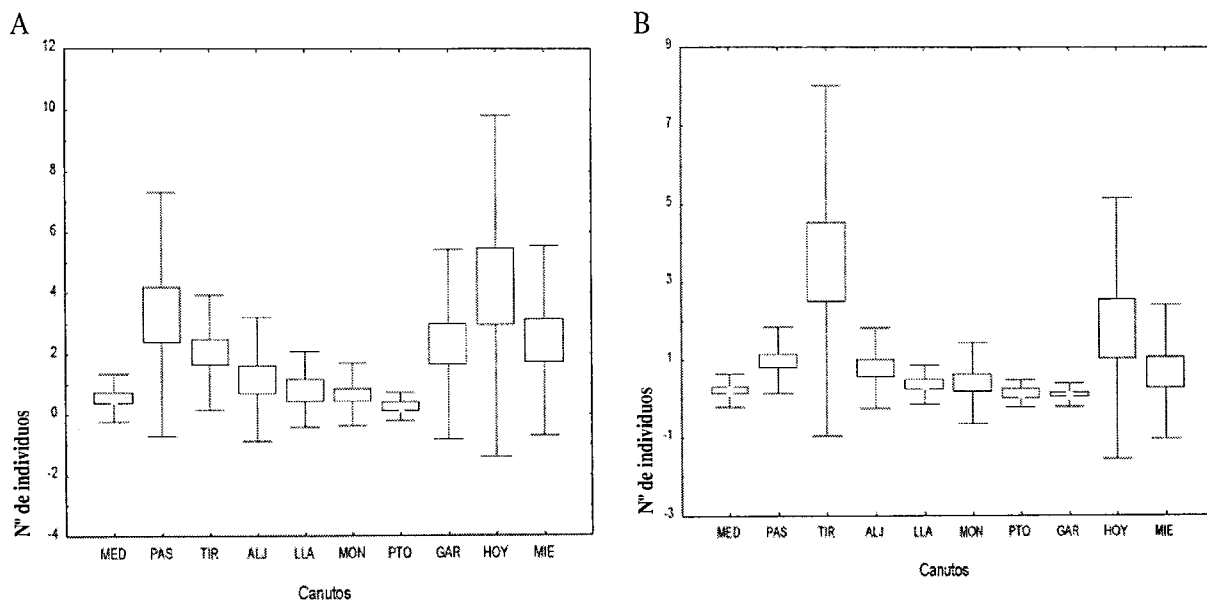 A
12
10
8
6
4
2
0
-2
-4
N" de individuos
MED PAS TIR ALJ LLA MON PTO GAR HOY MIE
Canutos
B
9
7
5
3
1
-1
-3
N" de individuos
MED PAS TIR ALJ LLA MON PTO GAR HOY MIE
Canutos